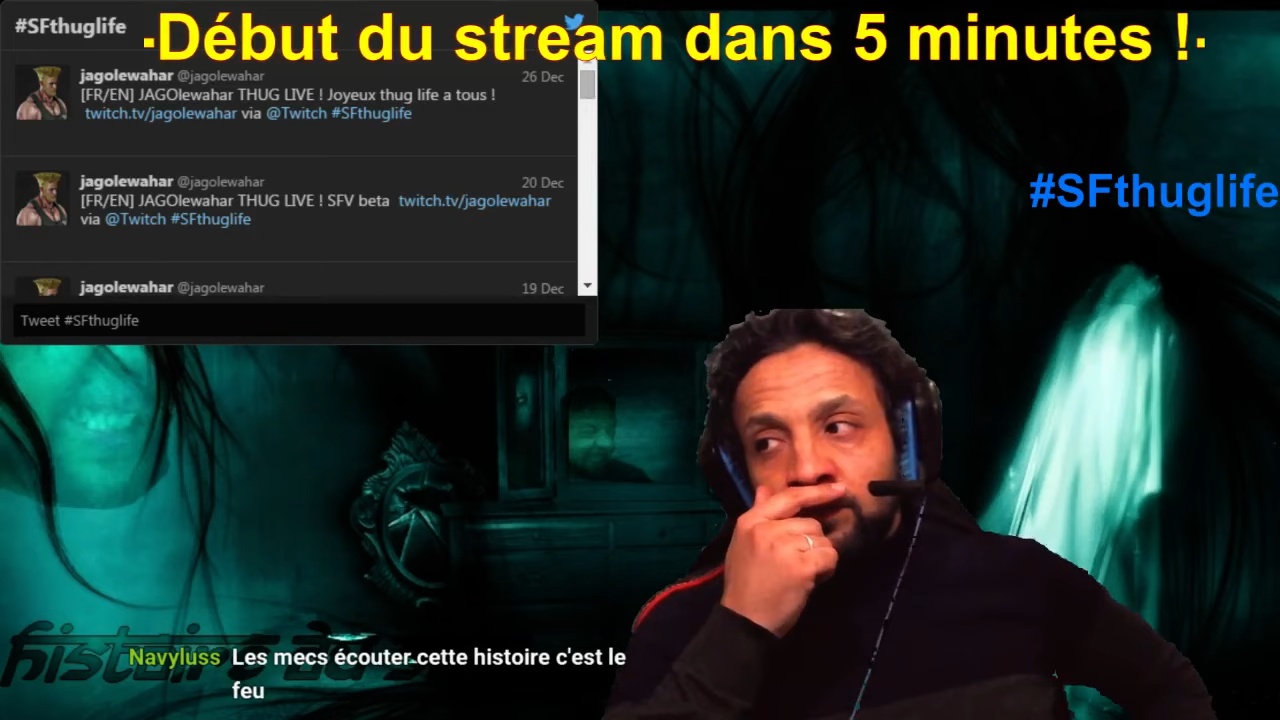 ·Début du stream dans 5 minutes !·
#SFthuglife
jagolewahar @jagolewahar 26 Dec
[FR/EN] JAGOlewahar THUG LIVE ! Joyeux thug life a tous !
twitch.tv/jagolewahar via @Twitch #SFthuglife
jagolewahar @jagolewahar 20 Dec
[FR/EN] JAGOlewahar THUG LIVE ! SFV beta twitch.tv/jagolewahar
via @Twitch #SFthuglife
jagolewahar @jagolewahar 19 Dec
Tweet #SFthuglife
#SFthuglife
Navyluss Les mecs écouter cette histoire c'est le
feu